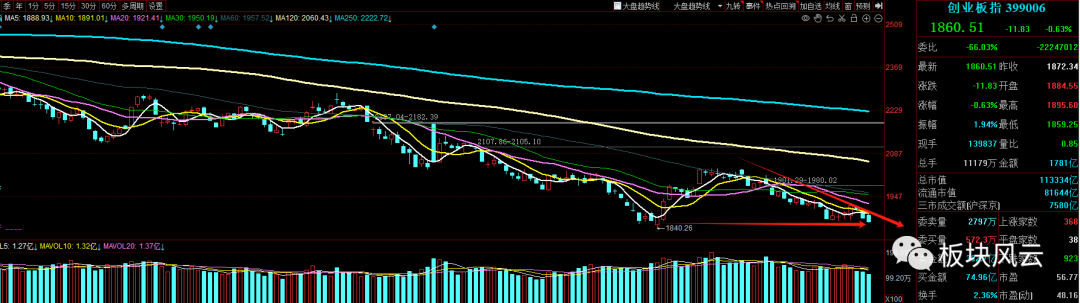 季 年 1分 5分 15分 30分 60分 多周期 设置
大盘趋势线 大盘趋势线 九转 事件 热点回溯 加自选 均线 窗 预测
MA5: 1888.93↓ MA10: 1891.01↓ MA20: 1921.41↓ MA30: 1950.19↓ MA60: 1957.52↓ MA120: 2060.43↓ MA250: 2222.72↓
2509
2369
2229
2087
1947
04-2182.39
2107.86-2105.10
1901.29-1980.02
←1840.26
L5: 1.27亿↓ MAVOL10: 1.32亿↓ MAVOL20: 1.37亿↓
99.20万
X100
创业板指 399006
1860.51 -11.83 -0.63%
委比 -66.03% -22247012
最新 1860.51 昨收 1872.34
涨跌 -11.83 开盘 1884.55
涨幅 -0.63% 最高 1895.60
振幅 1.94% 最低 1859.25
现手 139837 量比 0.85
总手 11179万 金额 1781亿
总市值 113334亿
流通市值 81644亿
三市成交额(沪深京) 7580亿
委卖量 2797万 上涨家数 368
委买量 572.3万 平盘家数 38
923
买金额 74.96亿 市盈 56.77
换手 2.36% 市盈(动) 48.16
板块风云